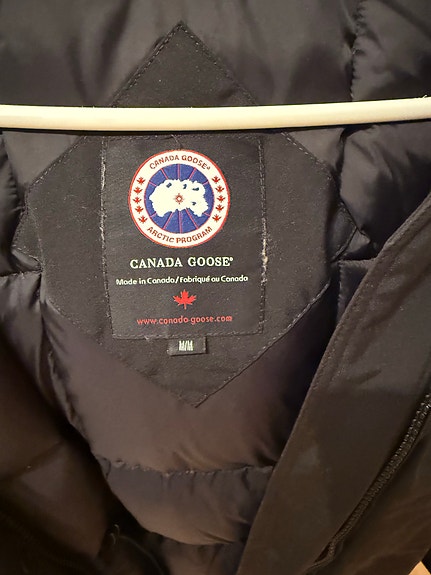 CANADA GOOSE®
ARCTIC PROGRAM
CANADA GOOSE®
Made in Canada/Fabriqué au Canada
www.canada-goose.com
M/M